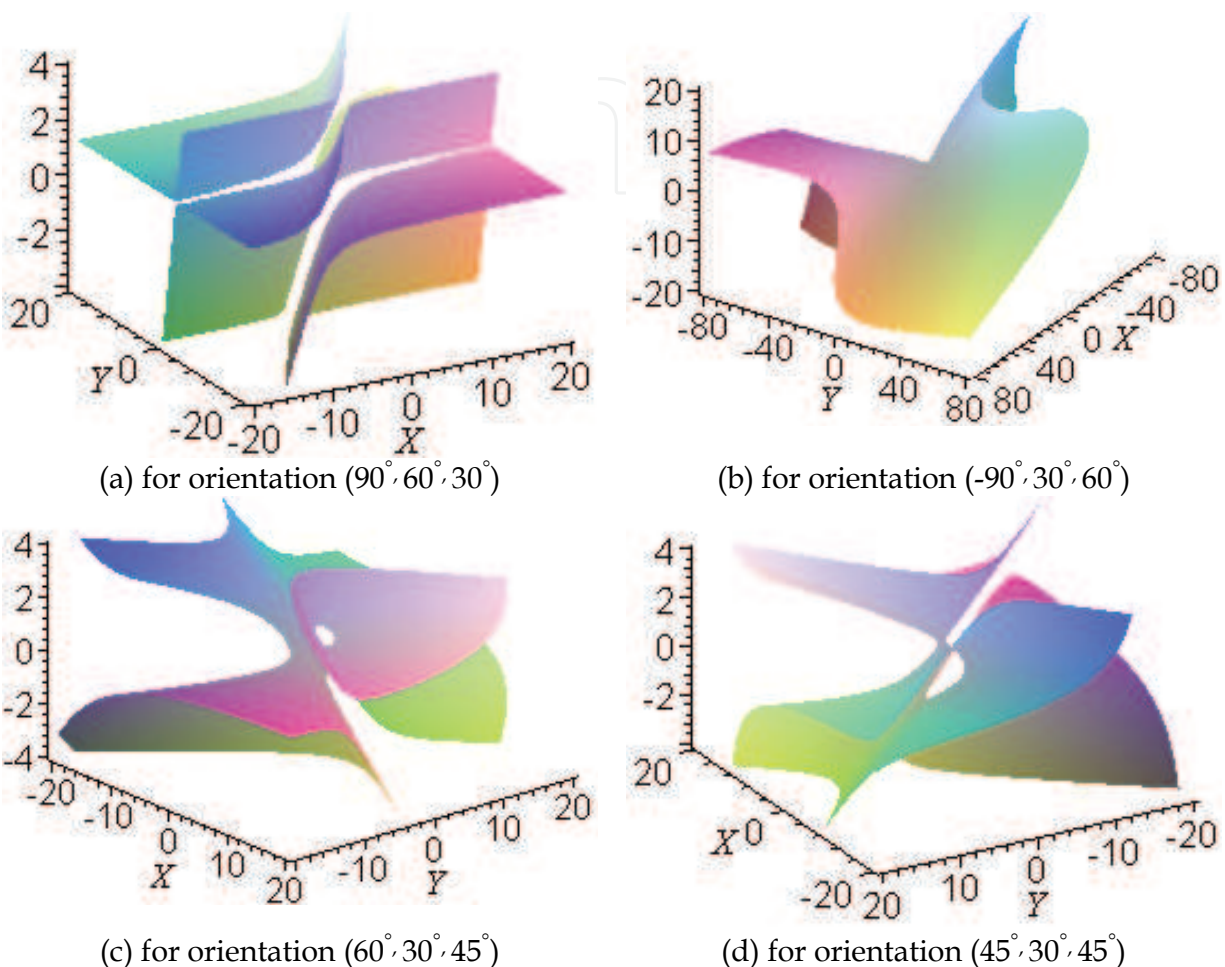 4
2
0
-2
20
Y 0
-20 -20 -10 0 10 20
X
20
10
0
-10
-20
-80 -40 0 40 80
Y
80 40 0 X -40 -80
(a) for orientation (90°,60°,30°)
(b) for orientation (-90°,30°,60°)
4
2
0
-2
-4
-20 -10 0 10 20
X
-10 0 10 20
Y
4
2
0
-2
20
X 0
-20 20 10 0 -10 -20
Y
(c) for orientation (60°,30°,45°)
(d) for orientation (45°,30°,45°)